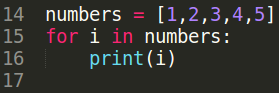 14 numbers = [1,2,3,4,5]
15 for i in numbers:
16     print(i)
17